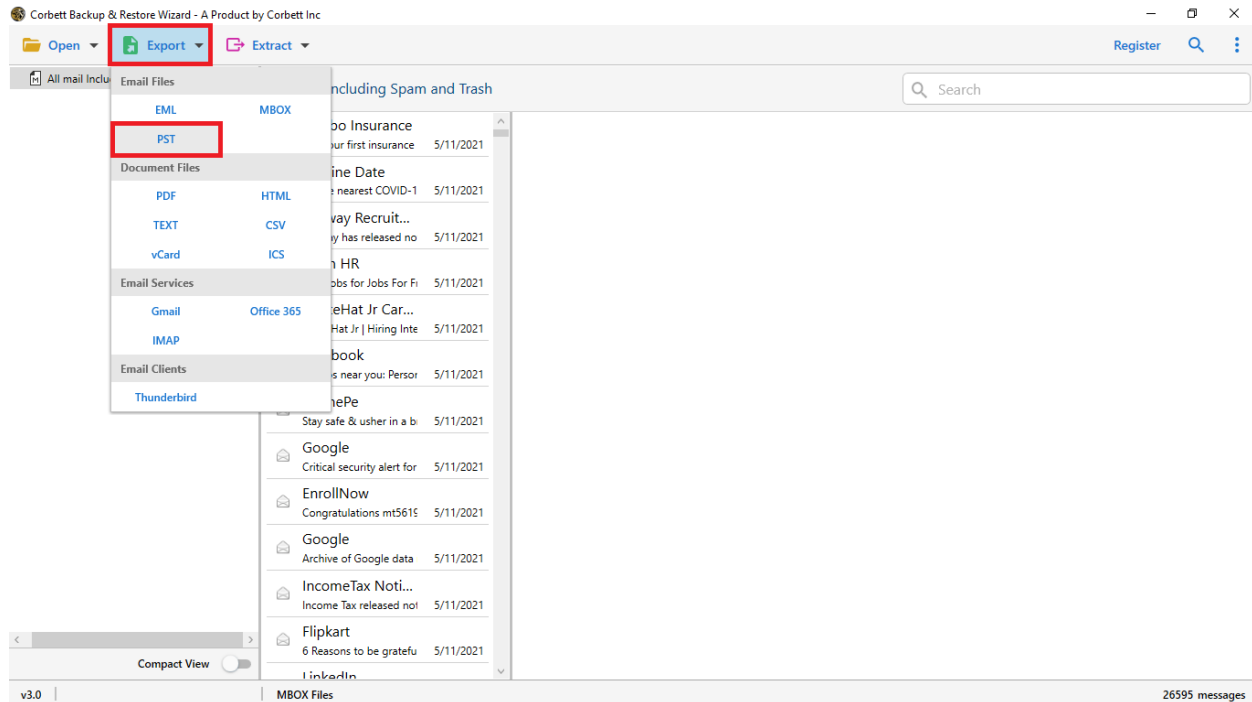 Corbett Backup & Restore Wizard - A Product by Corbett Inc
Open Export Extract Register
All mail Inclu
ncluding Spam and Trash
Search
Email Files
EML MBOX
PST
Document Files
PDF HTML
TEXT CSV
vCard ICS
Email Services
Gmail Office 365
IMAP
Email Clients
Thunderbird
bo Insurance
ur first insurance 5/11/2021
ine Date
nearest COVID-1 5/11/2021
way Recruit...
y has released no 5/11/2021
HR
obs for Jobs For Fi 5/11/2021
eHat Jr Car...
Hat Jr | Hiring Inte 5/11/2021
book
s near you: Person 5/11/2021
nePe
Stay safe & usher in a b 5/11/2021
Google
Critical security alert for 5/11/2021
EnrollNow
Congratulations mt5619 5/11/2021
Google
Archive of Google data 5/11/2021
IncomeTax Noti...
Income Tax released not 5/11/2021
Flipkart
6 Reasons to be gratefu 5/11/2021
LinkedIn
Compact View
v3.0 MBOX Files 26595 messages